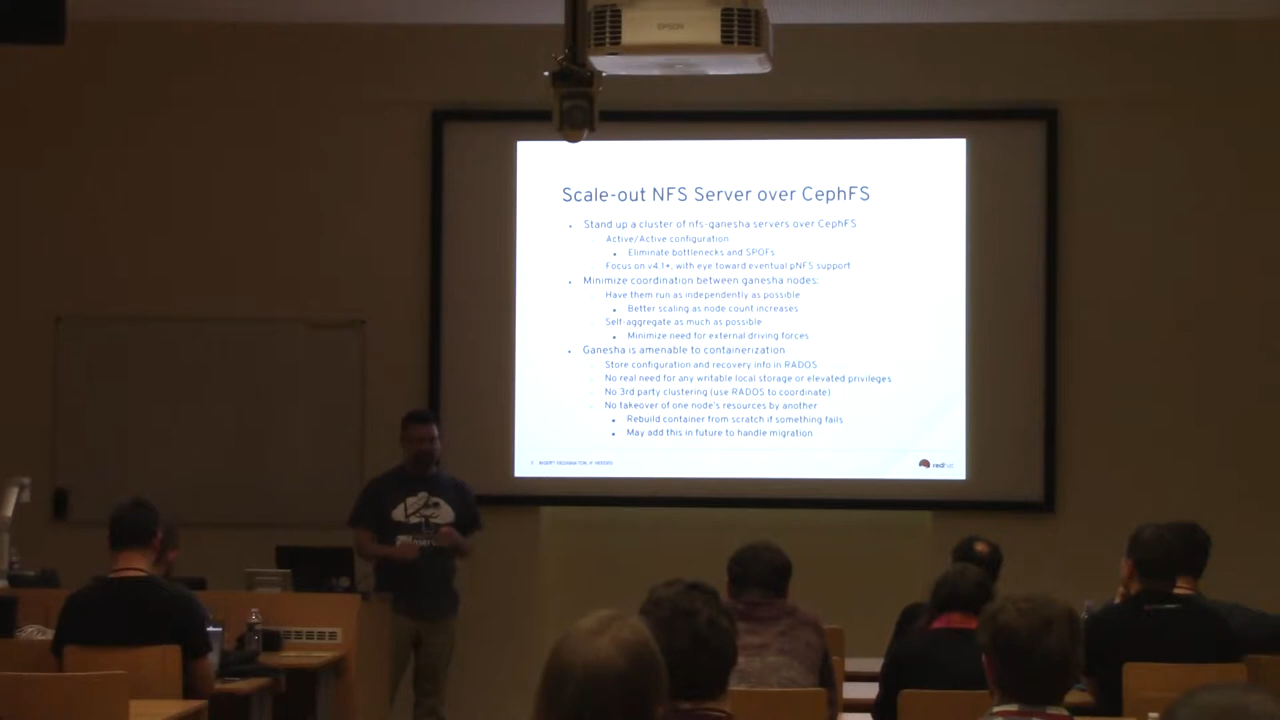 EPSON
Scale-out NFS Server over CephFS
Stand up a cluster of nfs-ganesha servers over CephFS
Active/Active configuration
Eliminate bottlenecks and SPOFs
Focus on v4.1+, with eye toward eventual pNFS support
Minimize coordination between ganesha nodes:
Have them run as independently as possible
Better scaling as node count increases
Self-aggregate as much as possible
Minimize need for external driving forces
Ganesha is amenable to containerization
Store configuration and recovery info in RADOS
No real need for any writable local storage or elevated privileges
No 3rd party clustering (use RADOS to coordinate)
No takeover of one node's resources by another
Rebuild container from scratch if something fails
May add this in future to handle migration
INSERT DESIGNATOR, IF NEEDED
redhat